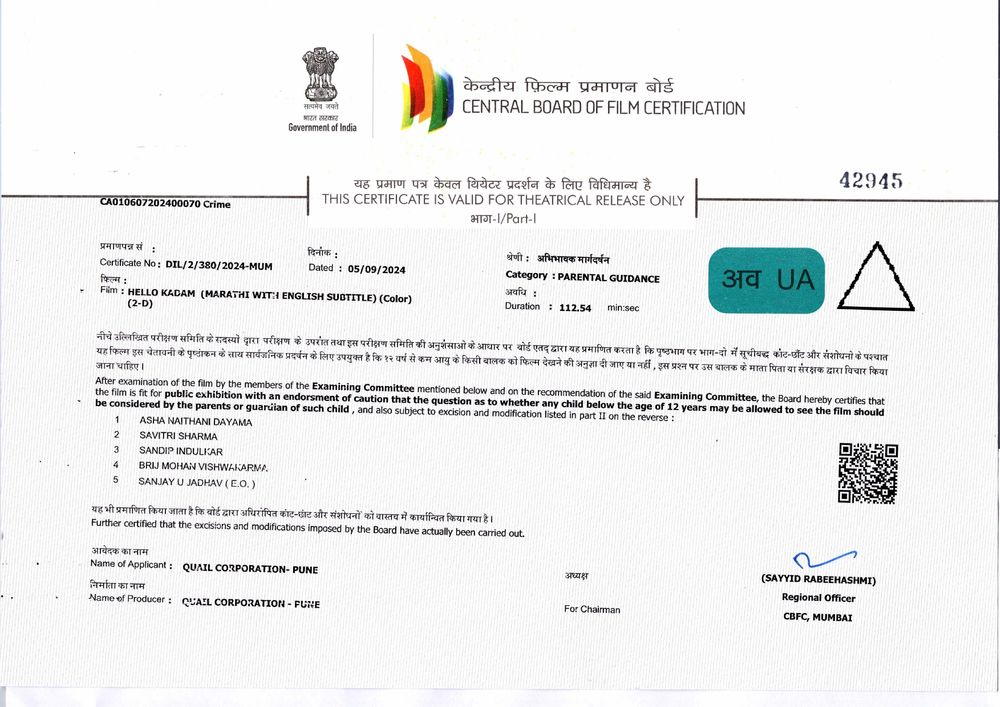 सत्यमेव जयते
भारत सरकार
Government of India
केन्द्रीय फ़िल्म प्रमाणन बोर्ड
CENTRAL BOARD OF FILM CERTIFICATION
42945
यह प्रमाण पत्र केवल थियेटर प्रदर्शन के लिए विधिमान्य है
THIS CERTIFICATE IS VALID FOR THEATRICAL RELEASE ONLY
भाग-I/Part-I
CA010607202400070 Crime
प्रमाणपत्र सं :
Certificate No : DIL/2/380/2024-MUM
दिनांक :
Dated : 05/09/2024
श्रेणी : अभिभावक मार्गदर्शन
Category : PARENTAL GUIDANCE
अवधि :
Duration : 112.54 min:sec
अव UA
फिल्म :
Film : HELLO KADAM (MARATHI WITH ENGLISH SUBTITLE) (Color)
(2-D)
नीचे उल्लिखित परीक्षण समिति के सदस्यो द्वारा परीक्षण के उपरांत तथा इस परीक्षण समिति की अनुशंसाओ के आधार पर बोर्ड एतद् द्वारा यह प्रमाणित करता है कि पृष्ठभाग पर भाग-दो में सूचीबद्ध काट-छाँट और संशोधनो के पश्चात
यह फिल्म इस चेतावनी के पृष्ठांकन के साथ सार्वजनिक प्रदर्शन के लिए उपयुक्त है कि १२ वर्ष से कम आयु के किसी बालक को फिल्म देखने की अनुज्ञा दी जाए या नहीं , इस प्रश्न पर उस बालक के माता पिता या संरक्षक द्वारा विचार किया
जाना चाहिए ।
After examination of the film by the members of the Examining Committee mentioned below and on the recommendation of the said Examining Committee, the Board hereby certifies that
the film is fit for public exhibition with an endorsment of caution that the question as to whether any child below the age of 12 years may be allowed to see the film should
be considered by the parents or guardian of such child , and also subject to excision and modification listed in part II on the reverse :
1 ASHA NAITHANI DAYAMA
2 SAVITRI SHARMA
3 SANDIP INDULKAR
4 BRIJ MOHAN VISHWAKARMA
5 SANJAY U JADHAV ( E.O. )
यह भी प्रमाणित किया जाता है कि बोर्ड द्वारा अधिरोपित काट-छांट और संशोधनों को वास्तव में कार्यान्वित किया गया है ।
Further certified that the excisions and modifications imposed by the Board have actually been carried out.
आवेदक का नाम
Name of Applicant : QUAIL CORPORATION- PUNE
निर्माता का नाम
Name of Producer : QUAIL CORPORATION - PUNE
अध्यक्ष
For Chairman
(SAYYID RABEEHASHMI)
Regional Officer
CBFC, MUMBAI